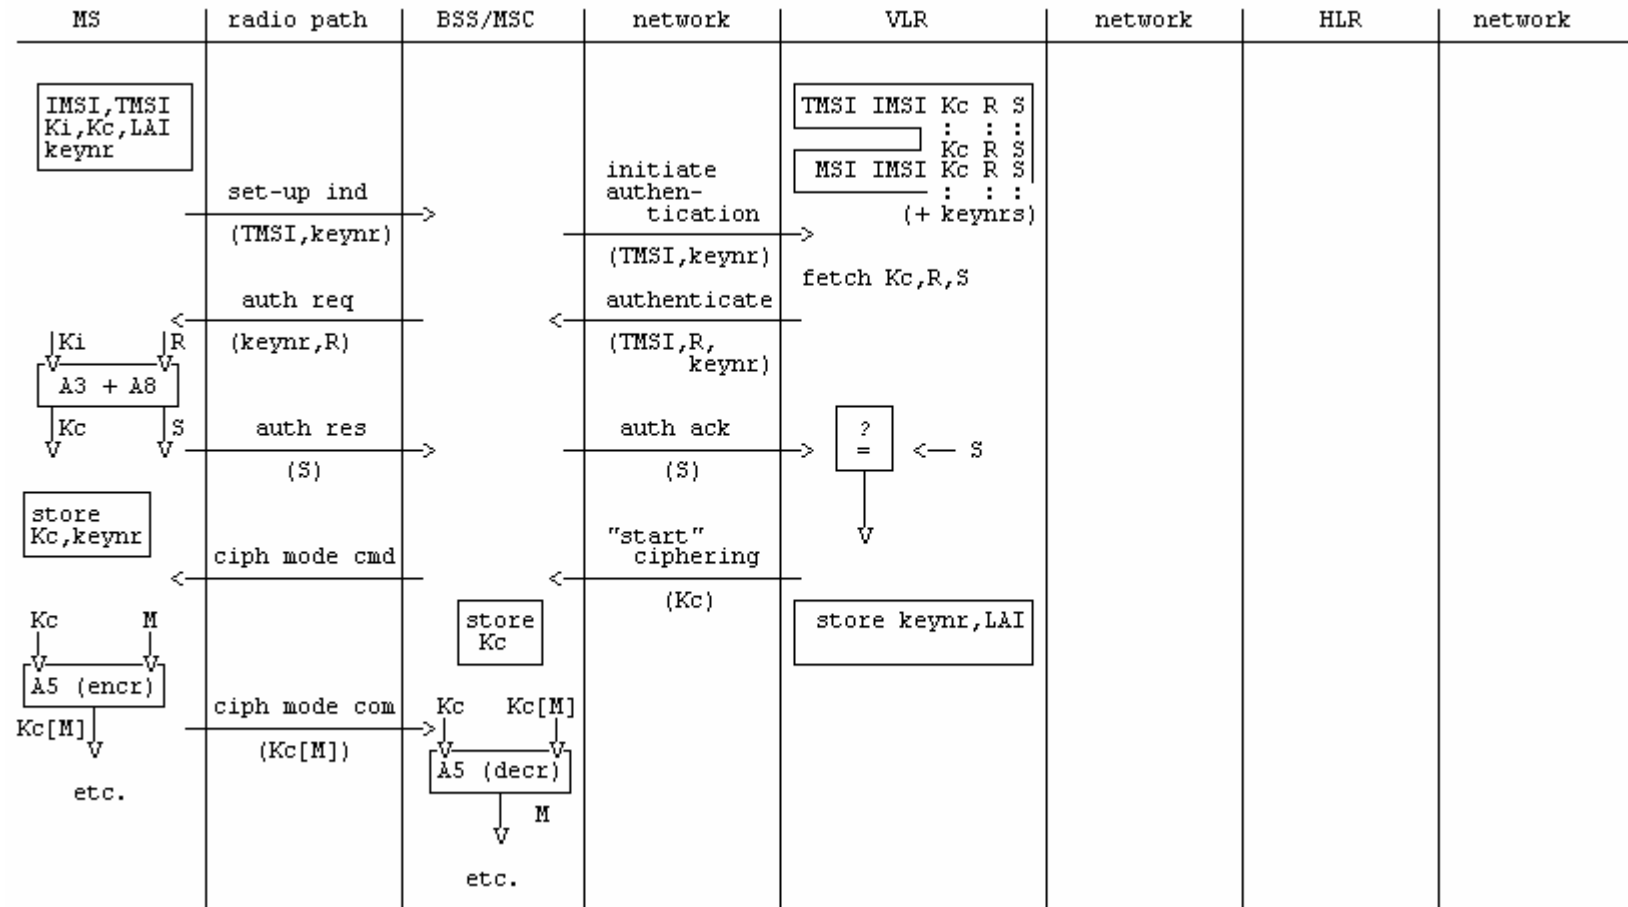 MS radio path BSS/MSC network VLR network HLR network
IMSI,TMSI
Ki,Kc,LAI
keynr
TMSI IMSI Kc R S
: : :
Kc R S
MSI IMSI Kc R S
: : :
(+ keynrs)
set-up ind
(TMSI,keynr)
initiate
authen-
tication
(TMSI,keynr)
fetch Kc,R,S
auth req
(keynr,R)
authenticate
(TMSI,R,
keynr)
Ki R
A3 + A8
Kc S
auth res
(S)
auth ack
(S)
?
=
S
store
Kc,keynr
ciph mode cmd
"start"
ciphering
(Kc)
store
Kc
store keynr,LAI
Kc M
A5 (encr)
Kc[M]
etc.
ciph mode com
(Kc[M])
Kc Kc[M]
A5 (decr)
M
etc.